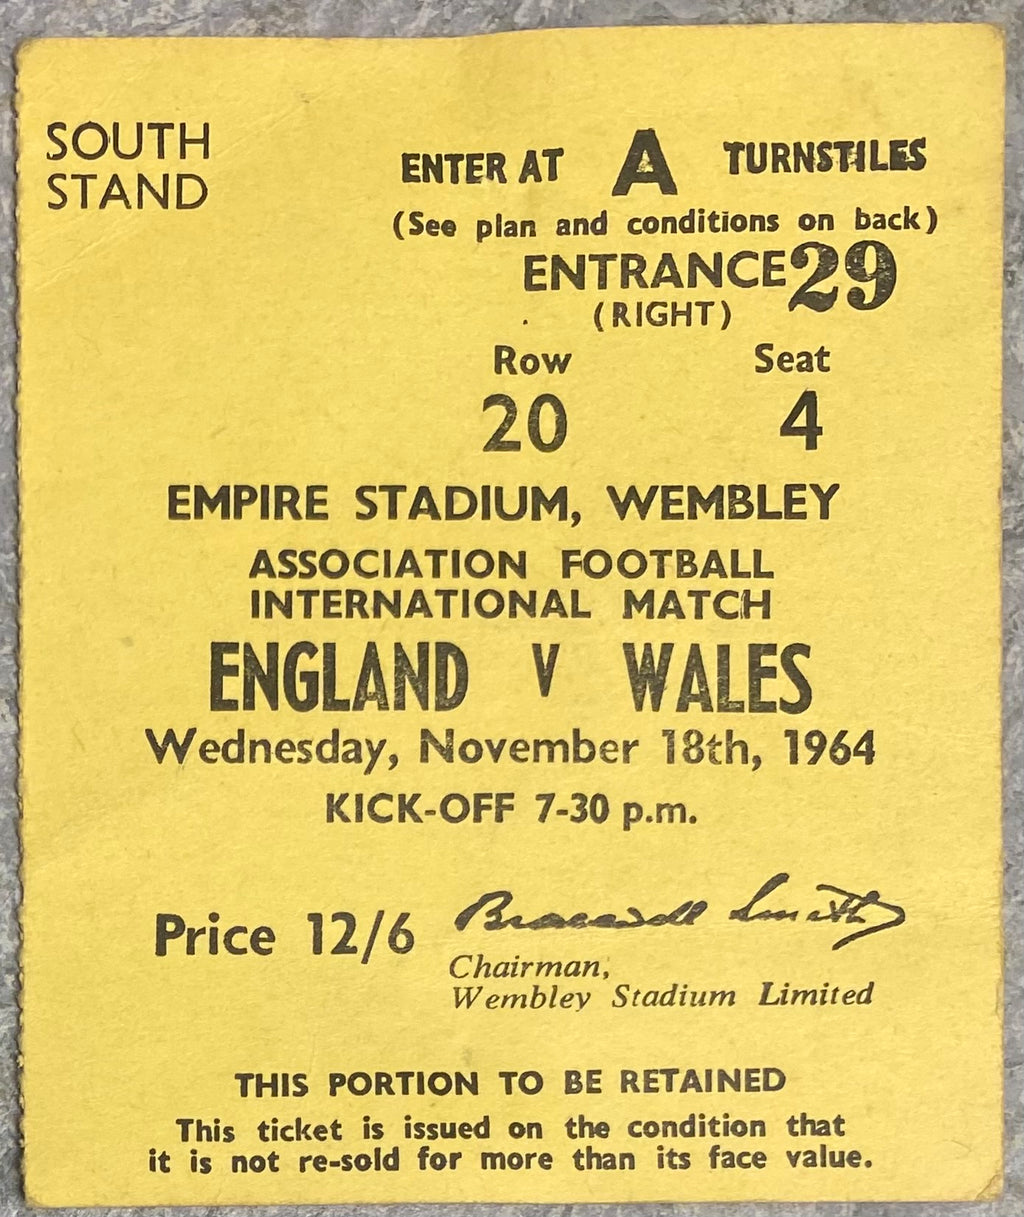 SOUTH
STAND
ENTER AT A TURNSTILES
(See plan and conditions on back)
ENTRANCE 29
(RIGHT)
Row Seat
20 4
EMPIRE STADIUM, WEMBLEY
ASSOCIATION FOOTBALL
INTERNATIONAL MATCH
ENGLAND V WALES
Wednesday, November 18th, 1964
KICK-OFF 7-30 p.m.
Price 12/6 Bracewell Smith
Chairman,
Wembley Stadium Limited
THIS PORTION TO BE RETAINED
This ticket is issued on the condition that
it is not re-sold for more than its face value.